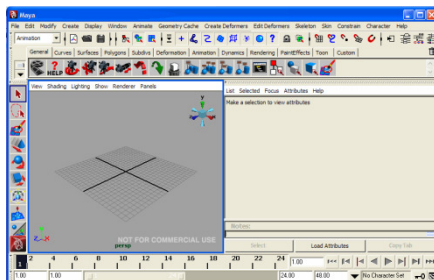 Maya
File Edit Modify Create Display Window Animate Geometry Cache Create Deformers Edit Deformers Skeleton Skin Constrain Character Help
Animation
General Curves Surfaces Polygons Subdivs Deformation Animation Dynamics Rendering PaintEffects Toon Custom
HELP
View Shading Lighting Show Renderer Panels
List Selected Focus Attributes Help
Make a selection to view attributes
Y
Z X
persp
NOT FOR COMMERCIAL USE
Notes:
Select Load Attributes Copy Tab
1 2 4 6 8 10 12 14 16 18 20 22 24 1.00
1.00 1.00 24.00 48.00 No Character Set